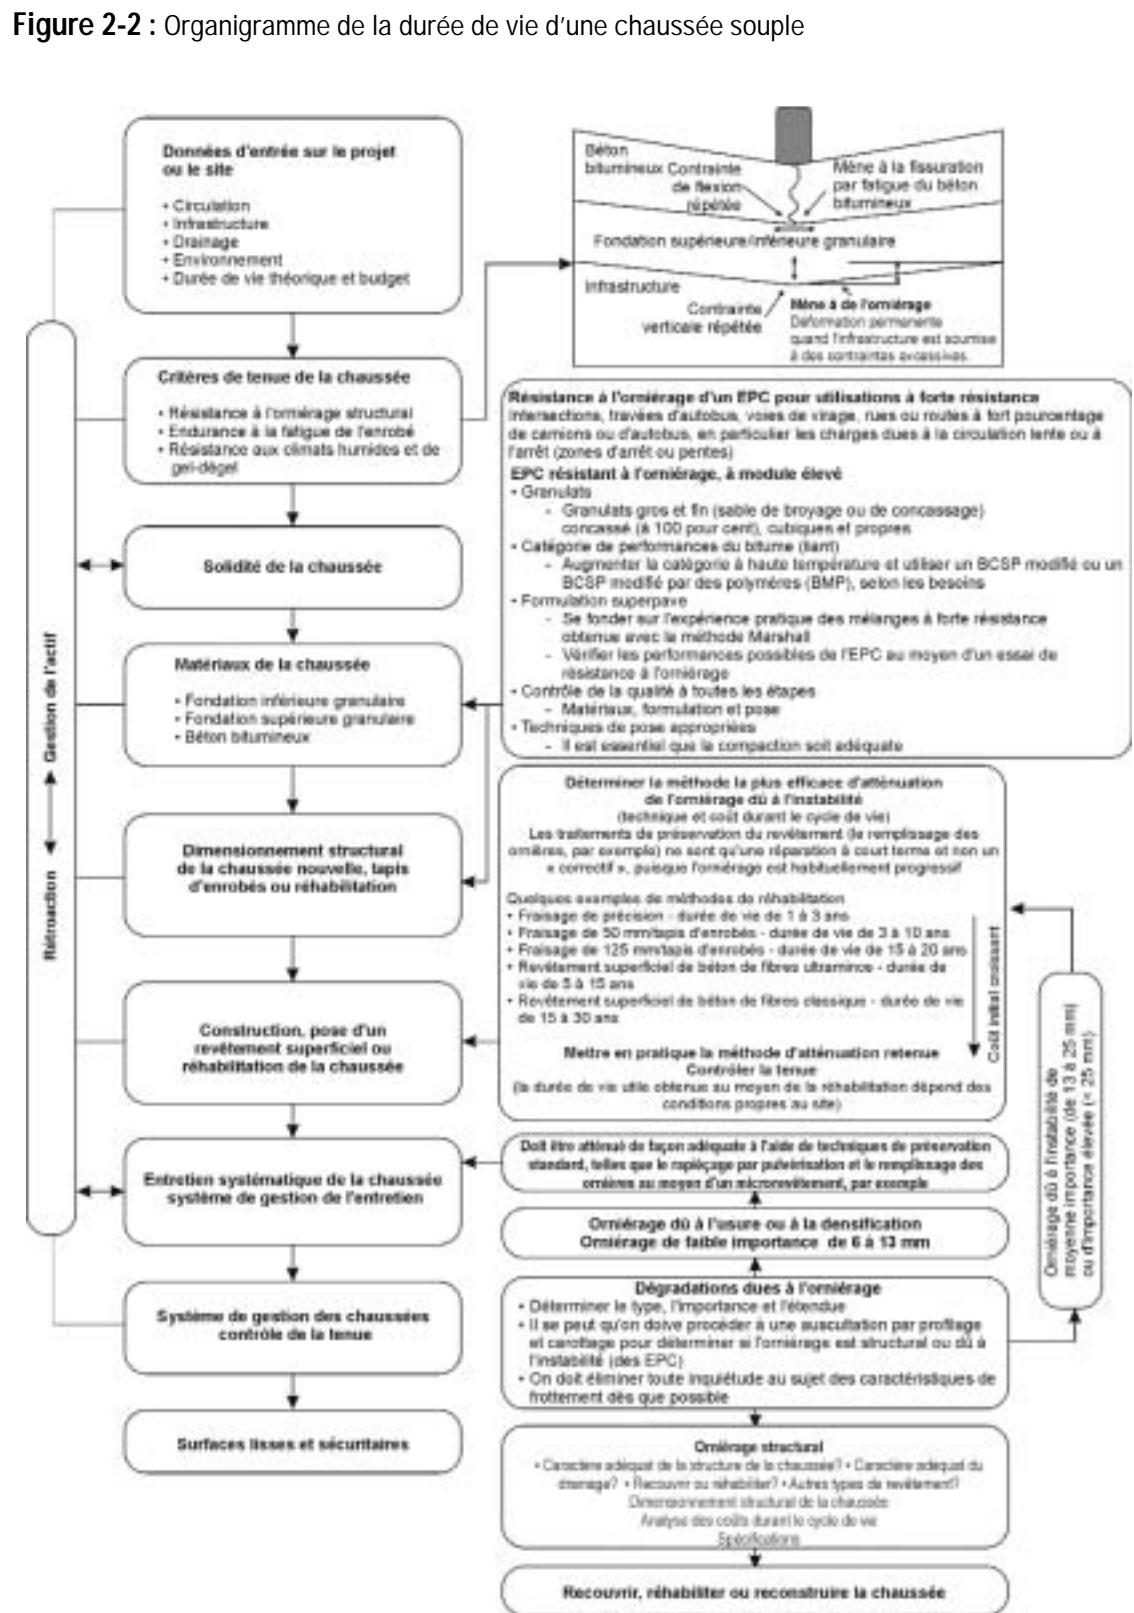 Figure 2-2 : Organigramme de la durée de vie d'une chaussée souple
Données d'entrée sur le projet
ou le site
• Circulation
• Infrastructure
• Drainage
• Environnement
• Durée de vie théorique et budget
Béton
bitumineux
Contrainte
de flexion
répétée
Mène à la fissuration
par fatigue du béton
bitumineux
Fondation supérieure/inférieure granulaire
Infrastructure
Contrainte
verticale répétée
Mène à de l'orniérage
Déformation permanente
quand l'infrastructure est soumise
à des contraintes excessives.
Critères de tenue de la chaussée
• Résistance à l'orniérage structural
• Endurance à la fatigue de l'enrobé
• Résistance aux climats humides et de
gel-dégel
Solidité de la chaussée
Matériaux de la chaussée
• Fondation inférieure granulaire
• Fondation supérieure granulaire
• Béton bitumineux
Dimensionnement structural
de la chaussée nouvelle, tapis
d'enrobés ou réhabilitation
Construction, pose d'un
revêtement superficiel ou
réhabilitation de la chaussée
Entretien systématique de la chaussée
système de gestion de l'entretien
Système de gestion des chaussées
contrôle de la tenue
Surfaces lisses et sécuritaires
Rétroaction
Gestion de l'actif
Résistance à l'orniérage d'un EPC pour utilisations à forte résistance
Intersections, travées d'autobus, voies de virage, rues ou routes à fort pourcentage
de camions ou d'autobus, en particulier les charges dues à la circulation lente ou à
l'arrêt (zones d'arrêt ou pentes)
EPC résistant à l'orniérage, à module élevé
• Granulats
- Granulats gros et fin (sable de broyage ou de concassage)
concassé (à 100 pour cent), cubiques et propres
• Catégorie de performances du bitume (liant)
- Augmenter la catégorie à haute température et utiliser un BCSP modifié ou un
BCSP modifié par des polymères (BMP), selon les besoins
• Formulation superpave
- Se fonder sur l'expérience pratique des mélanges à forte résistance
obtenue avec la méthode Marshall
- Vérifier les performances possibles de l'EPC au moyen d'un essai de
résistance à l'orniérage
• Contrôle de la qualité à toutes les étapes
- Matériaux, formulation et pose
• Techniques de pose appropriées
- Il est essentiel que la compaction soit adéquate
Déterminer la méthode la plus efficace d'atténuation
de l'orniérage dû à l'instabilité
(technique et coût durant le cycle de vie)
Les traitements de préservation du revêtement (le remplissage des
ornières, par exemple) ne sont qu'une réparation à court terme et non un
« correctif », puisque l'orniérage est habituellement progressif
Quelques exemples de méthodes de réhabilitation
• Fraisage de précision - durée de vie de 1 à 3 ans
• Fraisage de 50 mm/tapis d'enrobés - durée de vie de 3 à 10 ans
• Fraisage de 125 mm/tapis d'enrobés - durée de vie de 15 à 20 ans
• Revêtement superficiel de béton de fibres ultramince - durée de
vie de 5 à 15 ans
• Revêtement superficiel de béton de fibres classique - durée de vie
de 15 à 30 ans
Coût initial croissant
Mettre en pratique la méthode d'atténuation retenue
Contrôler la tenue
(la durée de vie utile obtenue au moyen de la réhabilitation dépend des
conditions propres au site)
Doit être atténué de façon adéquate à l'aide de techniques de préservation
standard, telles que le rapiéçage par pulvérisation et le remplissage des
ornières au moyen d'un microrevêtement, par exemple
Orniérage dû à l'usure ou à la densification
Orniérage de faible importance de 6 à 13 mm
Dégradations dues à l'orniérage
• Déterminer le type, l'importance et l'étendue
• Il se peut qu'on doive procéder à une auscultation par profilage
et carottage pour déterminer si l'orniérage est structural ou dû à
l'instabilité (des EPC)
• On doit éliminer toute inquiétude au sujet des caractéristiques de
frottement dès que possible
Orniérage dû à l'instabilité de
moyenne importance (de 13 à 25 mm)
ou d'importance élevée (< 25 mm)
Orniérage structural
• Caractère adéquat de la structure de la chaussée? • Caractère adéquat du
drainage? • Recouvrir ou réhabiliter? • Autres types de revêtement?
Dimensionnement structural de la chaussée
Analyse des coûts durant le cycle de vie
Spécifications
Recouvrir, réhabiliter ou reconstruire la chaussée